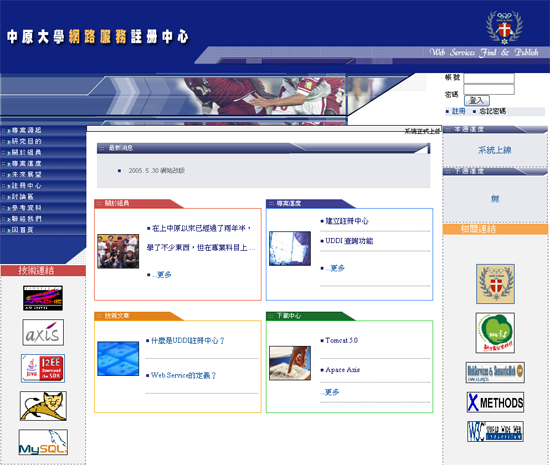 中原大學網路服務註冊中心
Web Services Find & Publish
帳號
密碼
登入
註冊
忘記密碼
系統正式上線
專案源起
研究目的
關於組員
專案進度
未來展望
註冊中心
討論區
參考資料
聯絡我們
回首頁
最新消息
2005. 5 .30 網站改版
本週進度
系統上線
下週進度
無
關於組員
在上中原以來已經過了兩年半，
學了不少東西，但在專業科目上 ...
...更多
專案進度
建立註冊中心
UDDI 查詢功能
...更多
技術文章
什麼是UDDI註冊中心？
Web Service的定義？
下載中心
Tomcat 5.0
Apace Axis
...更多
技術連結
axis
J2EE
Java
Download the SDK
MySQL
相關連結
WebServices & SemanticWeb
X METHODS
W3C